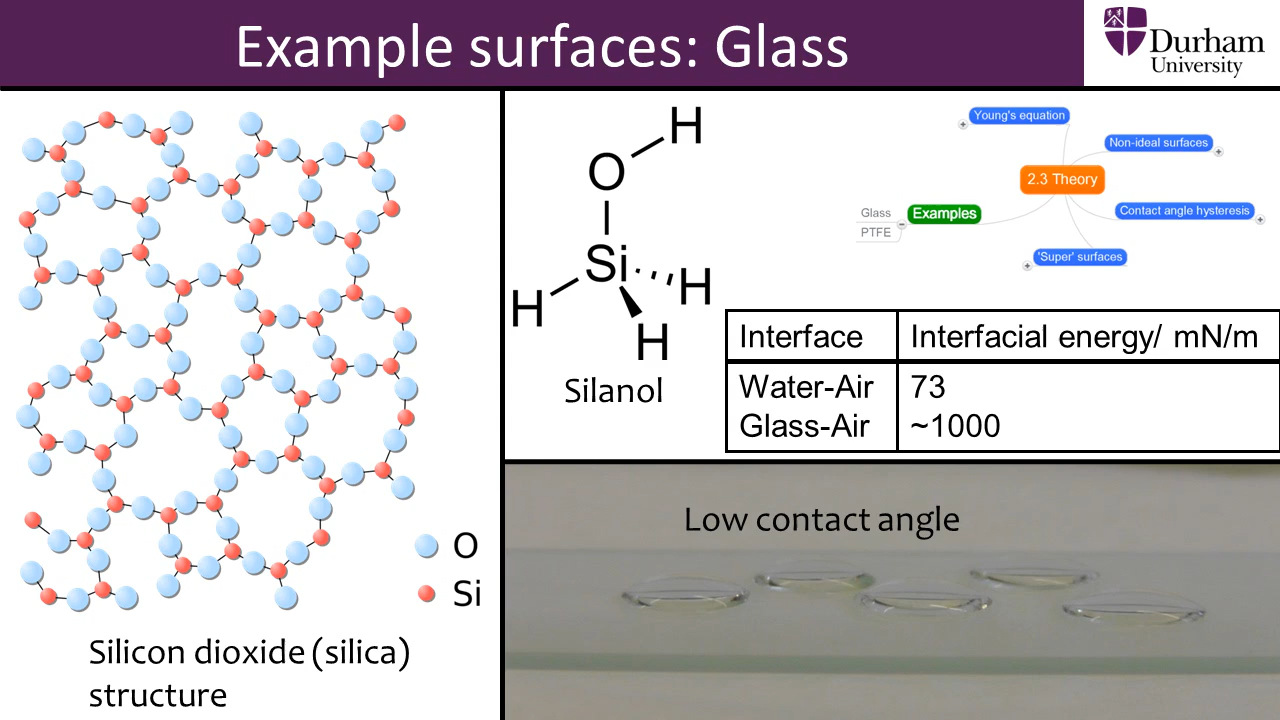 Example surfaces: Glass
Durham
University
O
Si
Silicon dioxide (silica)
structure
H
O
Si
H
H
H
Silanol
Young's equation
Non-ideal surfaces
2.3 Theory
Contact angle hysteresis
Examples
Glass
PTFE
'Super' surfaces
Interface Interfacial energy/ mN/m
Water-Air 73
Glass-Air ~1000
Low contact angle